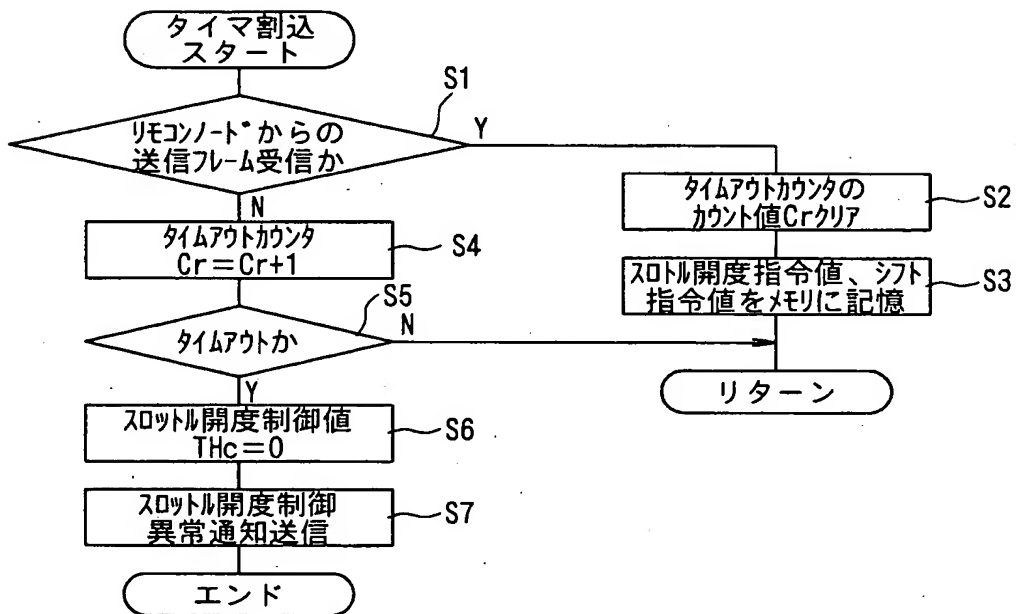 タイマ割込
スタート
S1
リモコンノードからの
送信フレーム受信か
Y
N
タイムアウトカウンタの
カウント値Crクリア
S2
タイムアウトカウンタ
Cr=Cr+1
S4
スロトル開度指令値、シフト
指令値をメモリに記憶
S3
S5
タイムアウトか
N
Y
リターン
スロットル開度制御値
THc=0
S6
スロットル開度制御
異常通知送信
S7
エンド